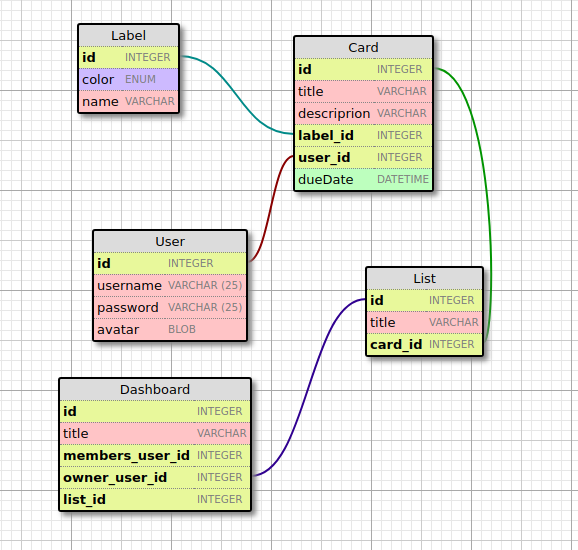 Label
id INTEGER
color ENUM
name VARCHAR
Card
id INTEGER
title VARCHAR
descriprion VARCHAR
label_id INTEGER
user_id INTEGER
dueDate DATETIME
User
id INTEGER
username VARCHAR (25)
password VARCHAR (25)
avatar BLOB
List
id INTEGER
title VARCHAR
card_id INTEGER
Dashboard
id INTEGER
title VARCHAR
members_user_id INTEGER
owner_user_id INTEGER
list_id INTEGER